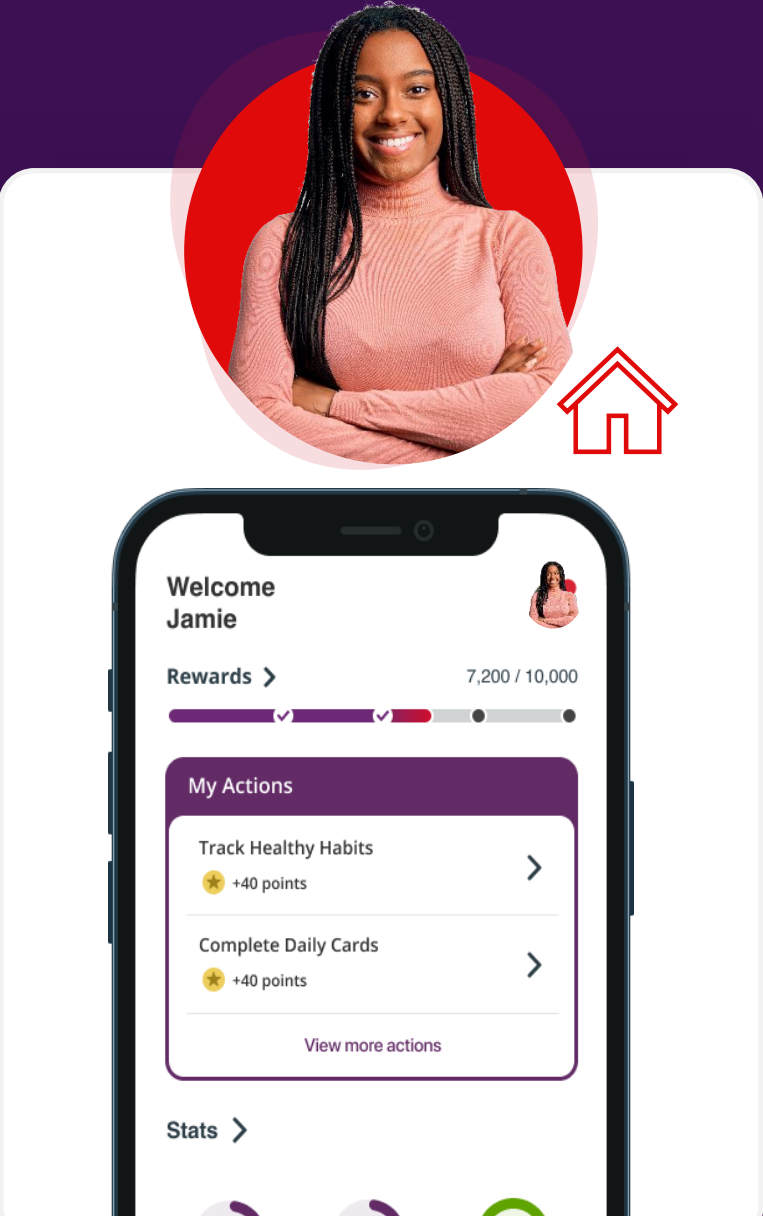 Welcome
Jamie
Rewards
7,200 / 10,000
My Actions
Track Healthy Habits
+40 points
Complete Daily Cards
+40 points
View more actions
Stats